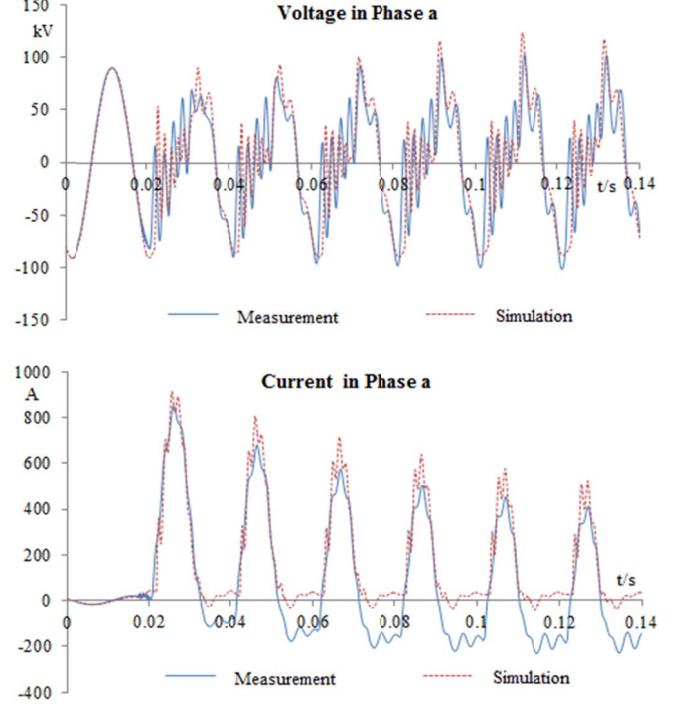 Voltage in Phase a
150
kV
100
50
0
-50
-100
-150
0 0.02 0.04 0.06 0.08 0.1 0.12 t/s 0.14
Measurement Simulation
Current in Phase a
1000
A
800
600
400
200
0
-200
-400
t/s
0 0.02 0.04 0.06 0.08 0.1 0.12 0.14
Measurement Simulation